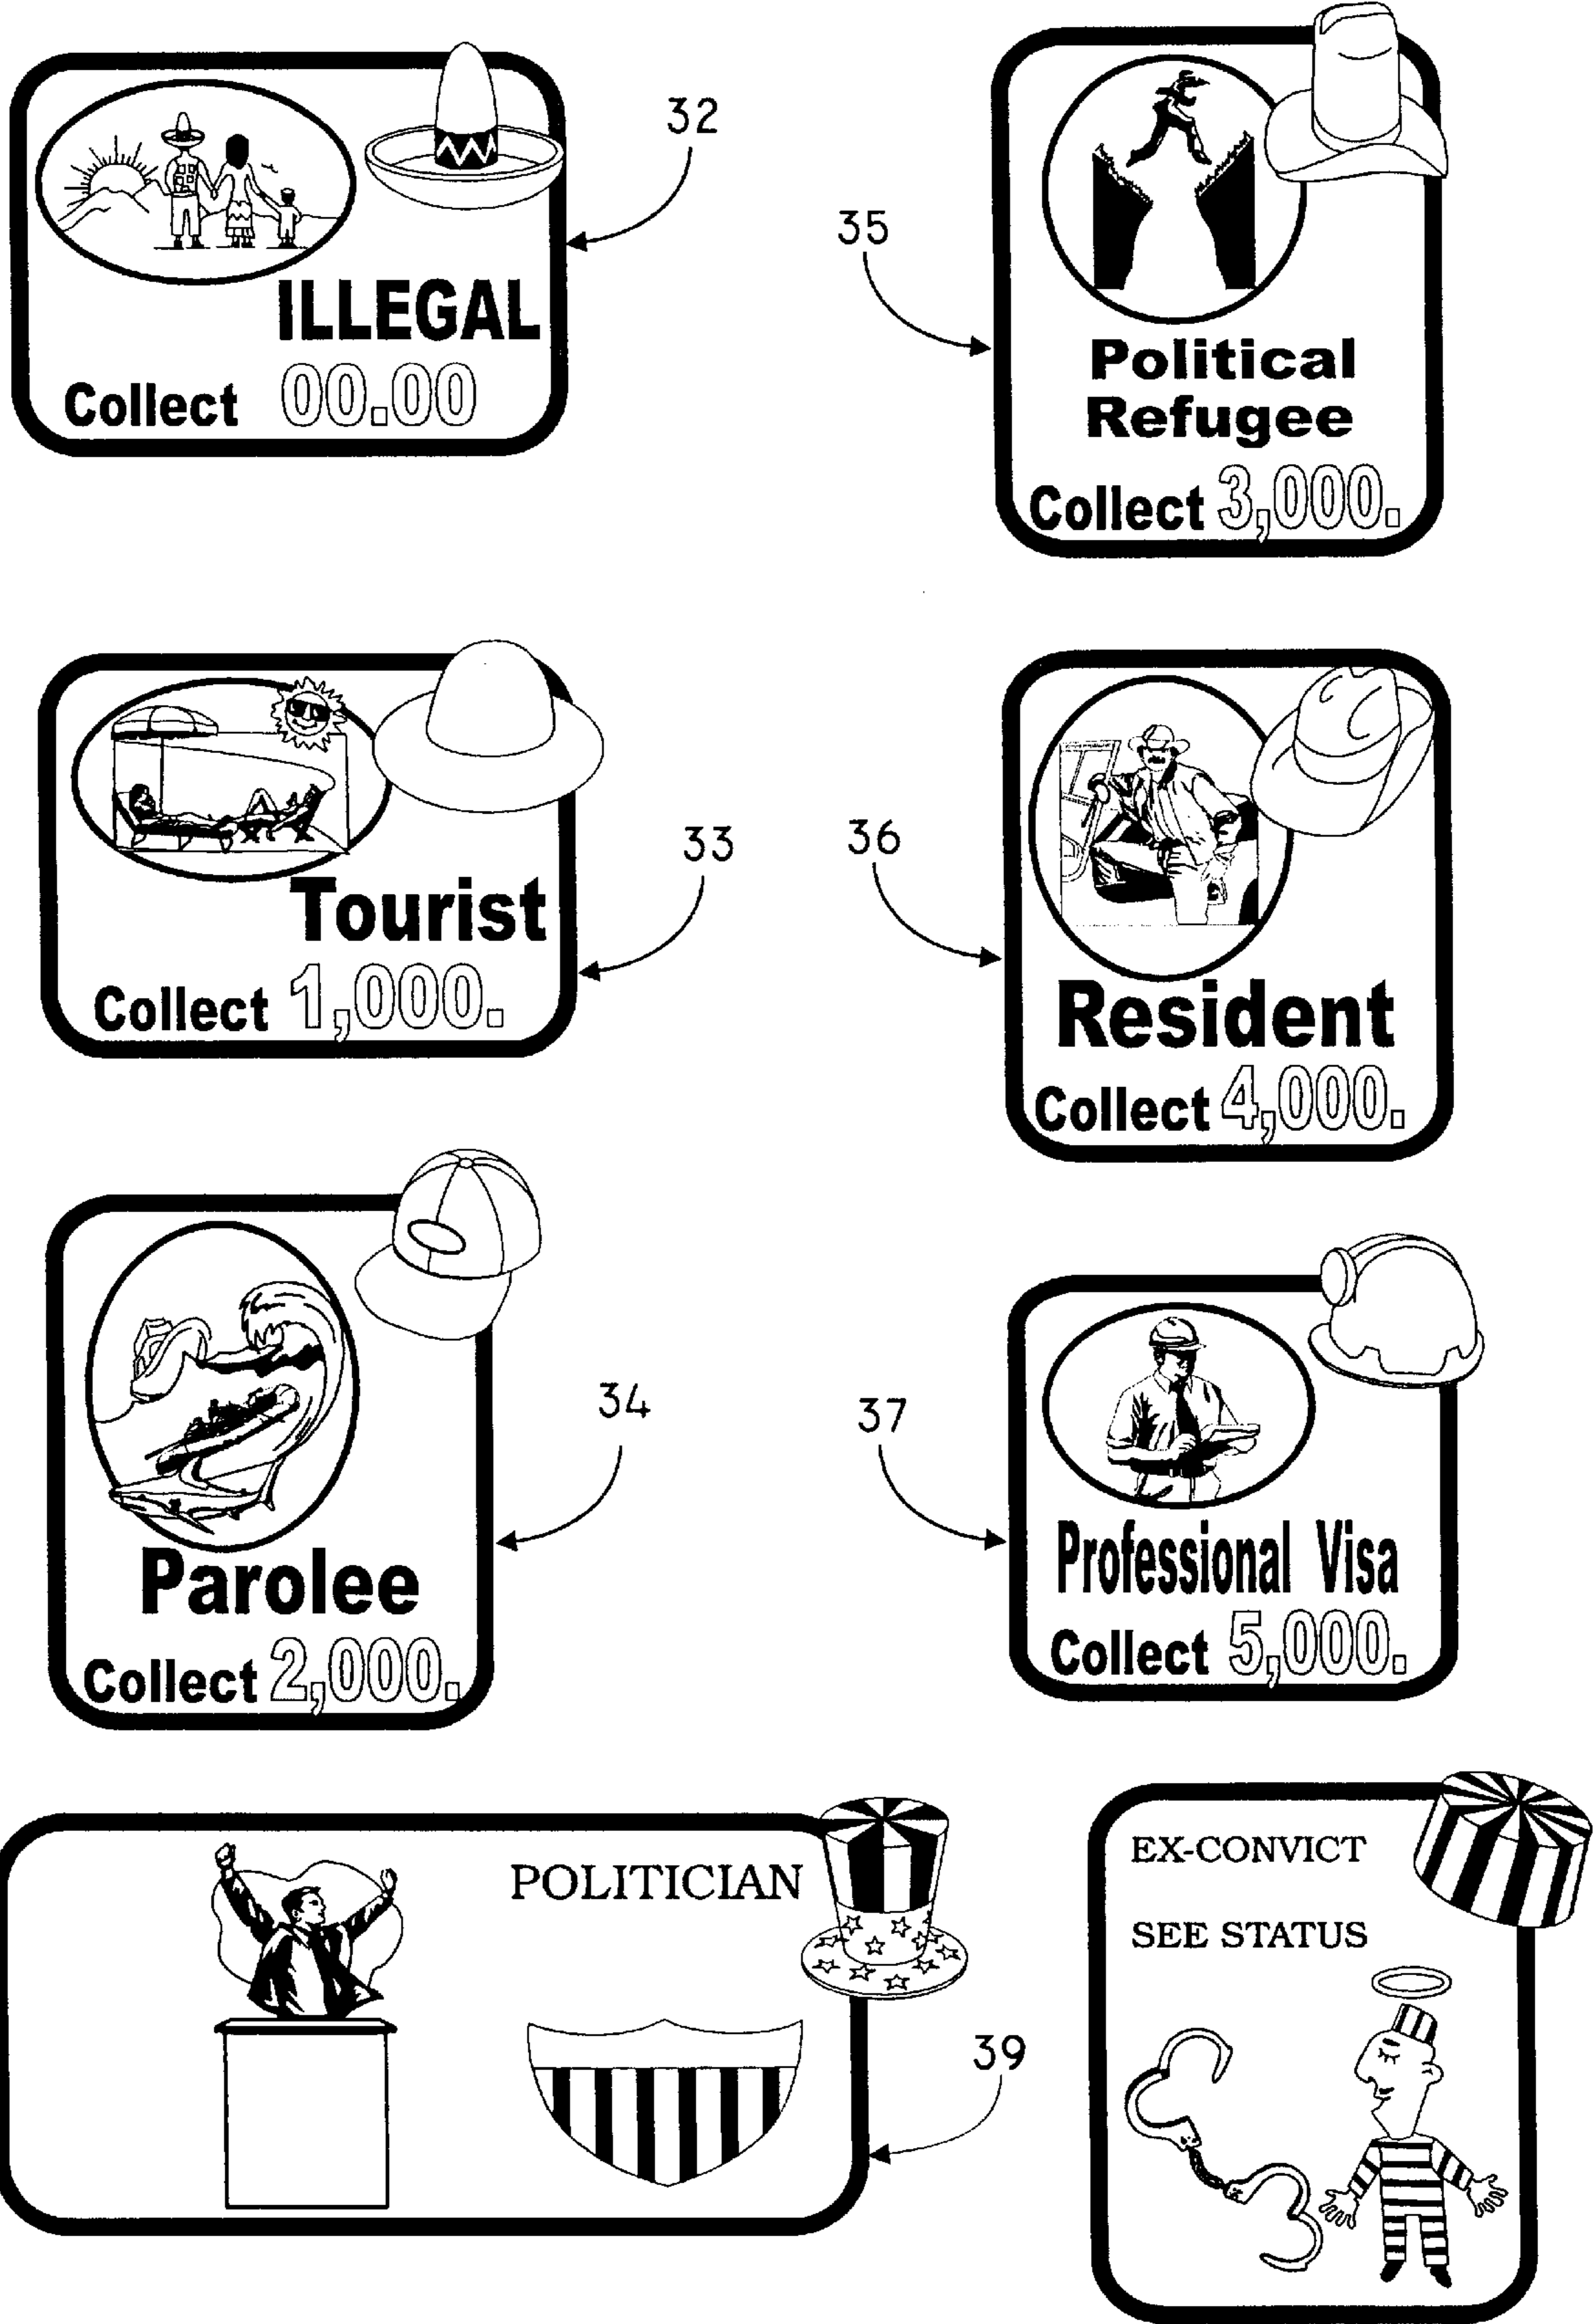 ILLEGAL
Collect 00.00
32
35
Political
Refugee
Collect 3,000.
Tourist
Collect 1,000.
33
36
Resident
Collect 4,000.
Parolee
Collect 2,000.
34
37
Professional Visa
Collect 5,000.
POLITICIAN
39
EX-CONVICT
SEE STATUS